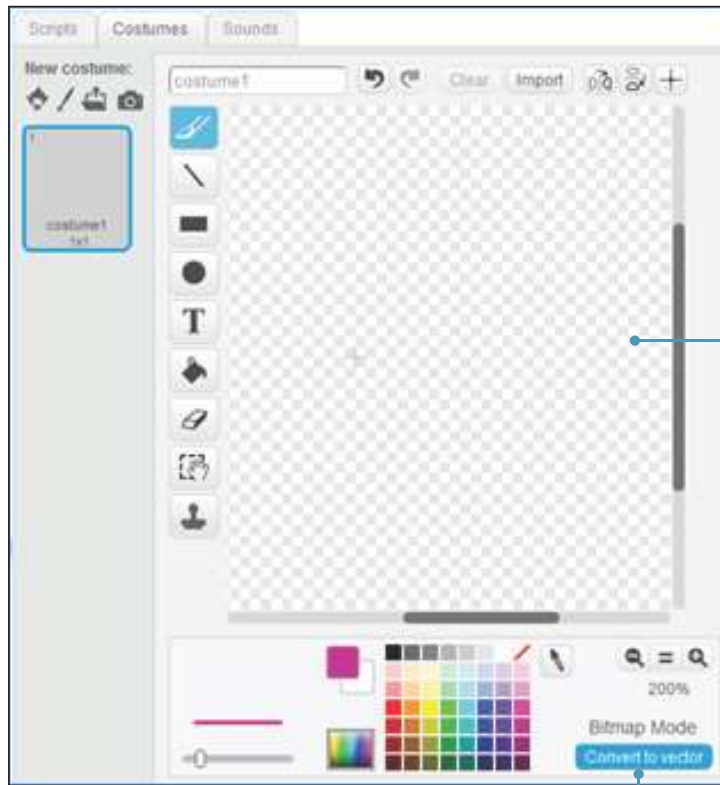 Scripts Costumes Sounds
New costume:
costume1 Clear Import
1
costume1
1x1
T
200%
Bitmap Mode
Convert to vector